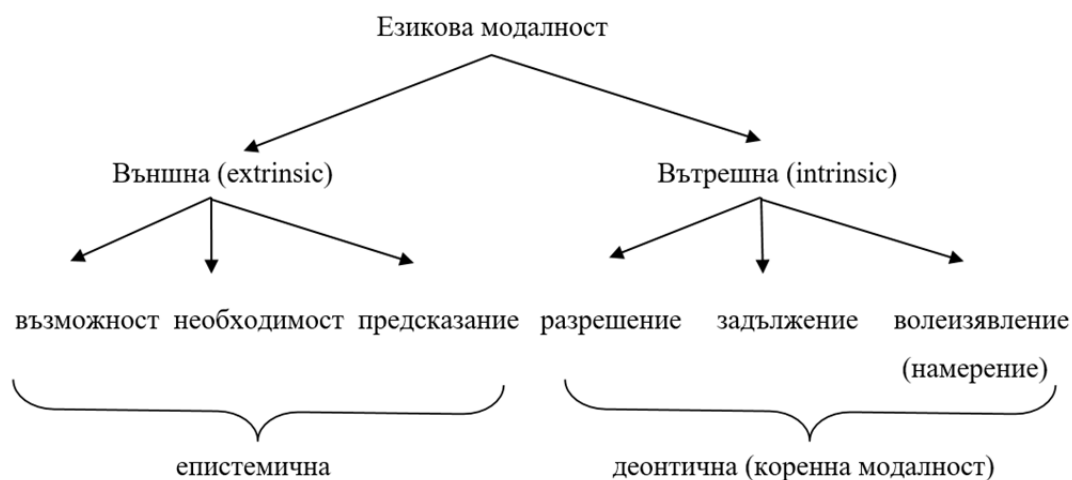 Езикова модалност
Външна (extrinsic)
Вътрешна (intrinsic)
възможност необходимост предсказание разрешение задължение волеизявление
(намерение)
епистемична
деонтична (коренна модалност)